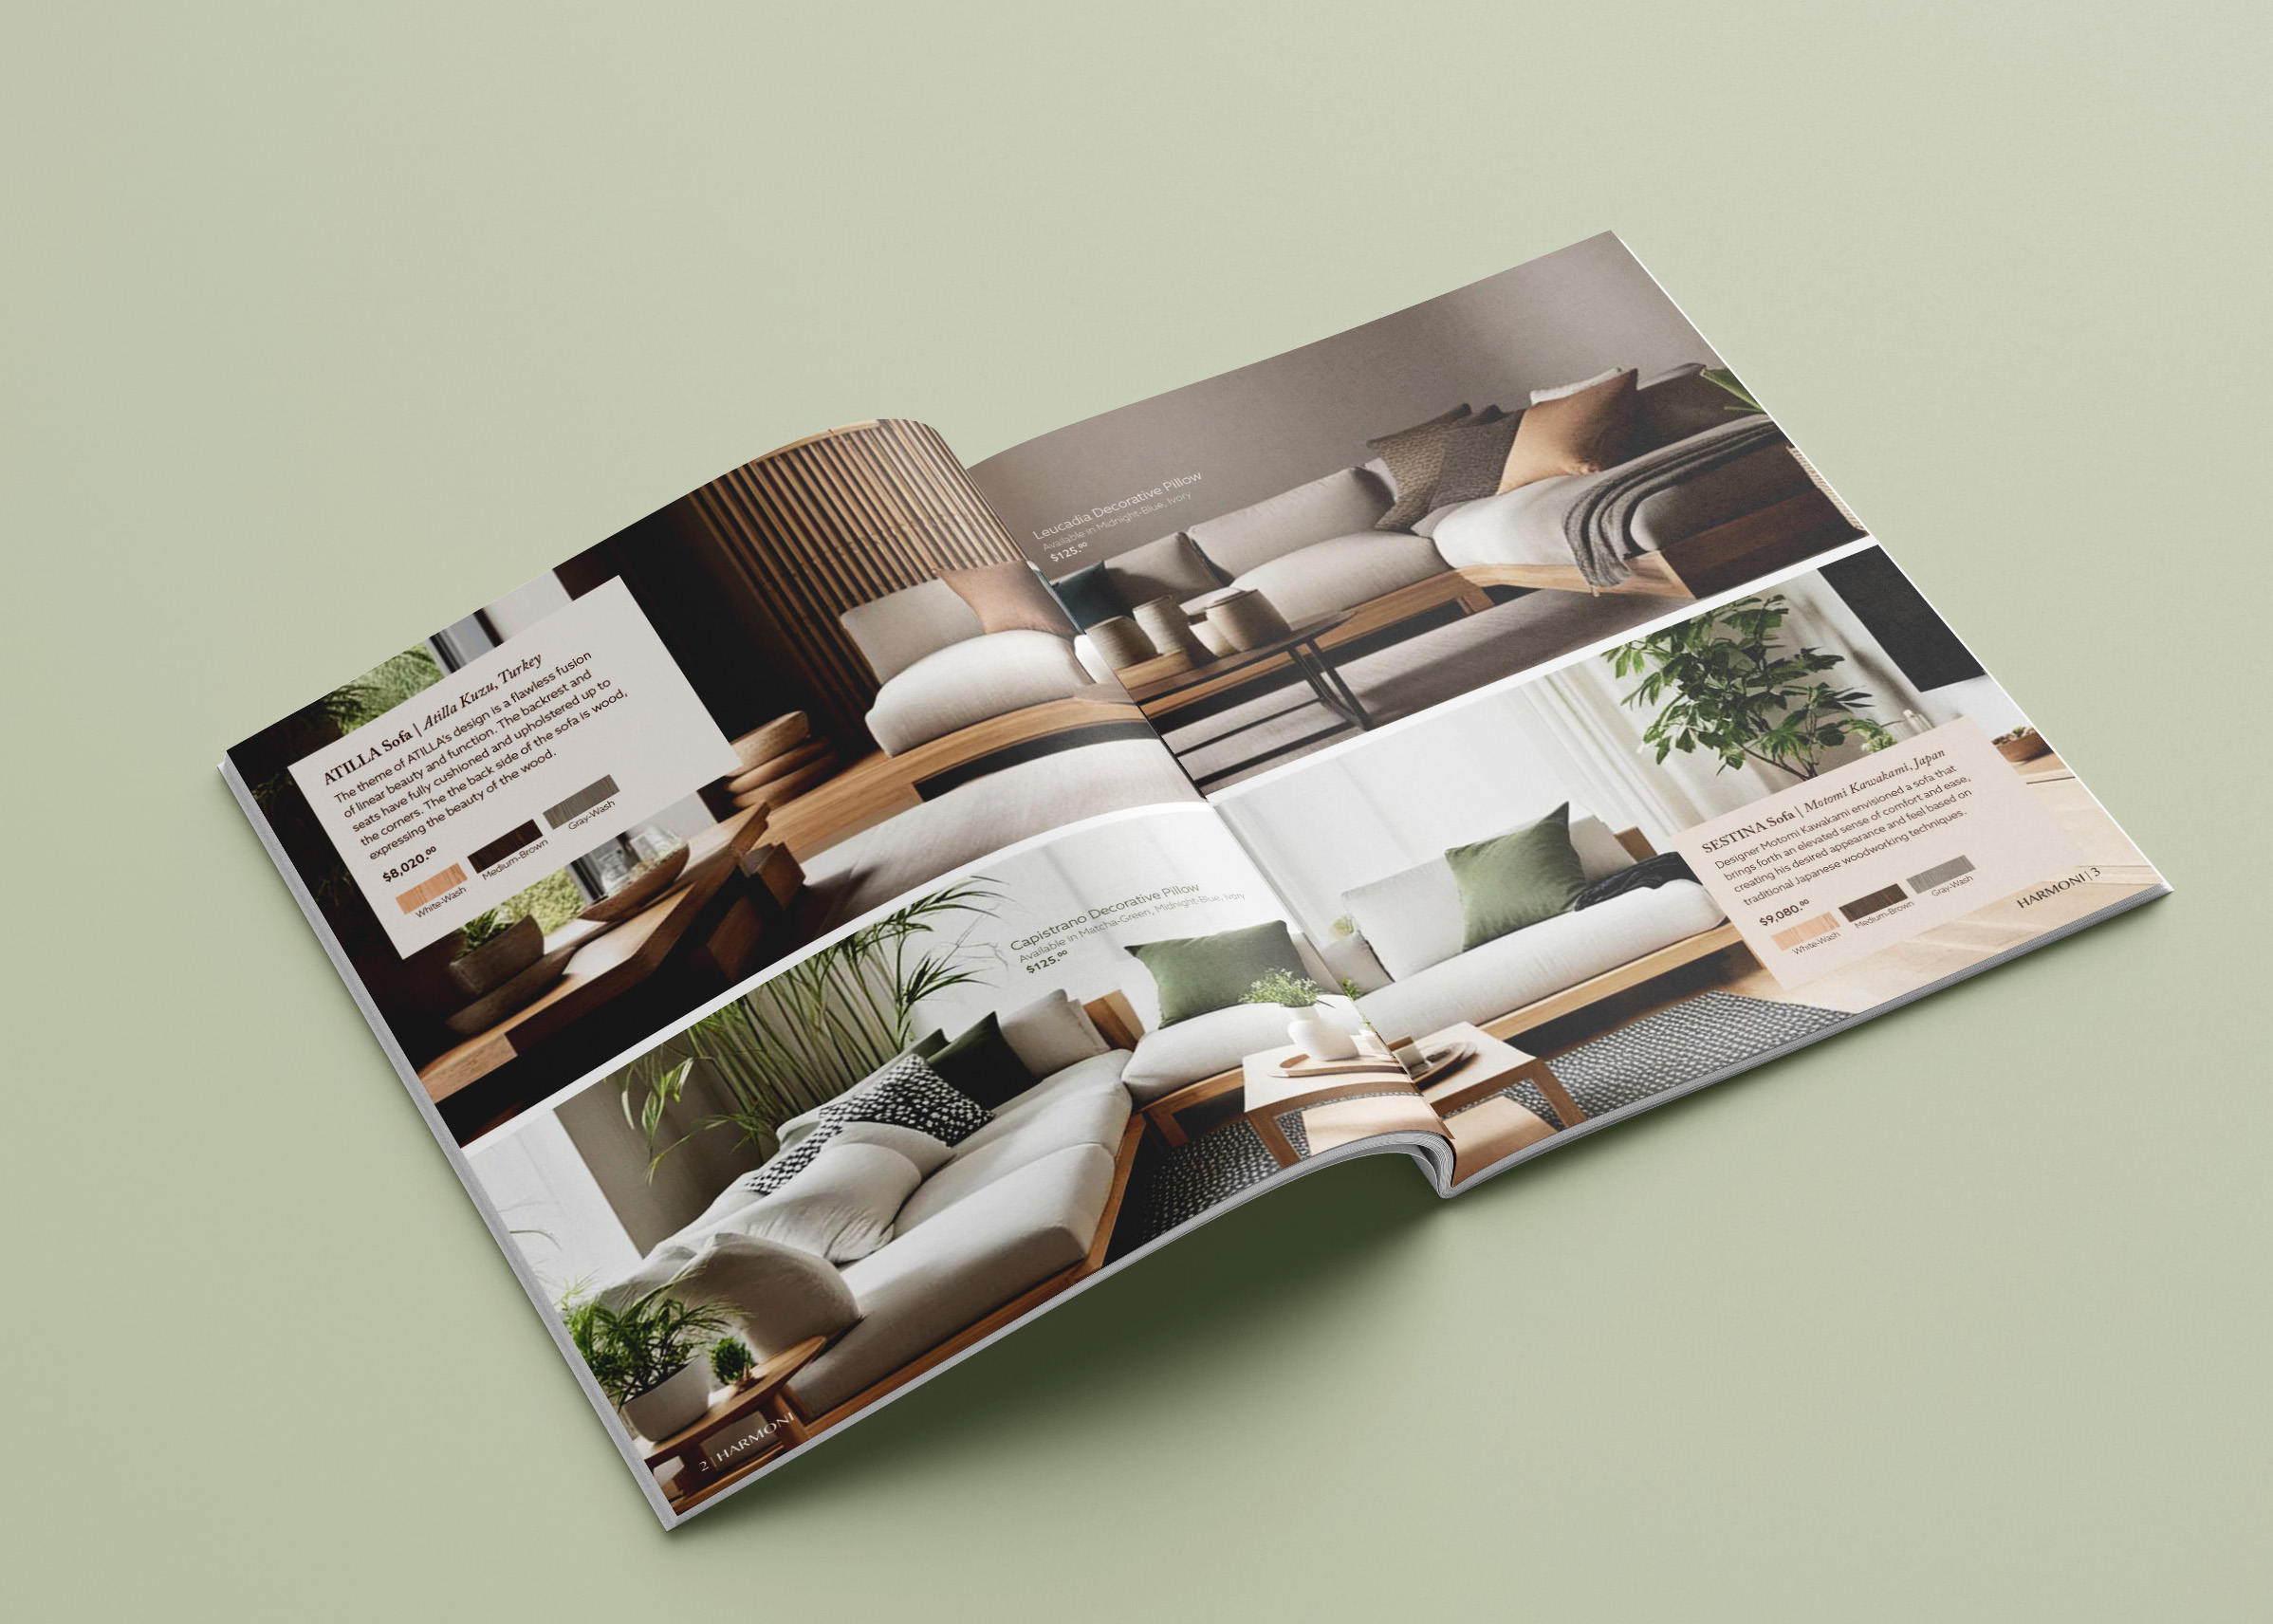 ATILLA Sofa | Atilla Kuzu, Turkey
The theme of ATILLA's design is a flawless fusion
of linear beauty and function. The backrest and
seats have fully cushioned and upholstered up to
the corners. The the back side of the sofa is wood,
expressing the beauty of the wood.
$8,020.00
White-Wash
Medium-Brown
Gray-Wash
Capistrano Decorative Pillow
Available in Matcha-Green, Midnight-Blue, Ivory
$125.00
2 | HARMONI
Leucadia Decorative Pillow
Available in Midnight-Blue, Ivory
$125.00
SESTINA Sofa | Motomi Kawakami, Japan
Designer Motomi Kawakami envisioned a sofa that
brings forth an elevated sense of comfort and ease,
creating his desired appearance and feel based on
traditional Japanese woodworking techniques.
$9,080.00
White-Wash
Medium-Brown
Gray-Wash
HARMONI | 3